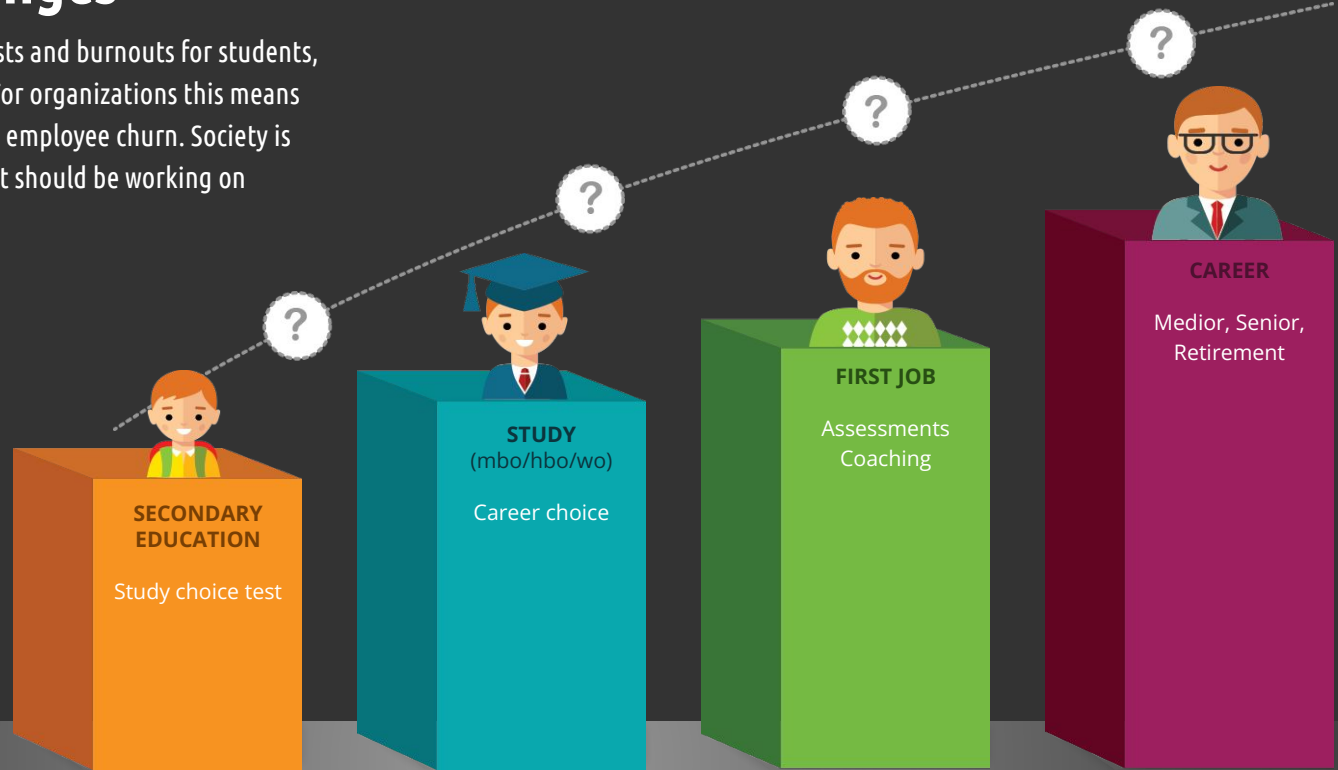 sts and burnouts for students,
or organizations this means
employee churn. Society is
t should be working on
?
?
?
?
SECONDARY
EDUCATION
Study choice test
STUDY
(mbo/hbo/wo)
Career choice
FIRST JOB
Assessments
Coaching
CAREER
Medior, Senior,
Retirement